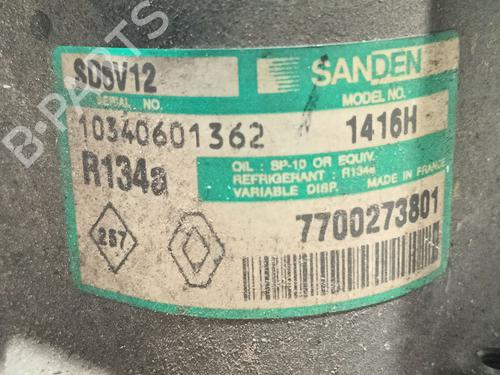 B-PARTS
SD6V12
SANDEN
SERIAL NO.
MODEL NO.
10340601362
1416H
R134a
OIL : SP-10 OR EQUIV.
REFRIGERANT : R134a
VARIABLE DISP. MADE IN FRANCE
257
7700273801